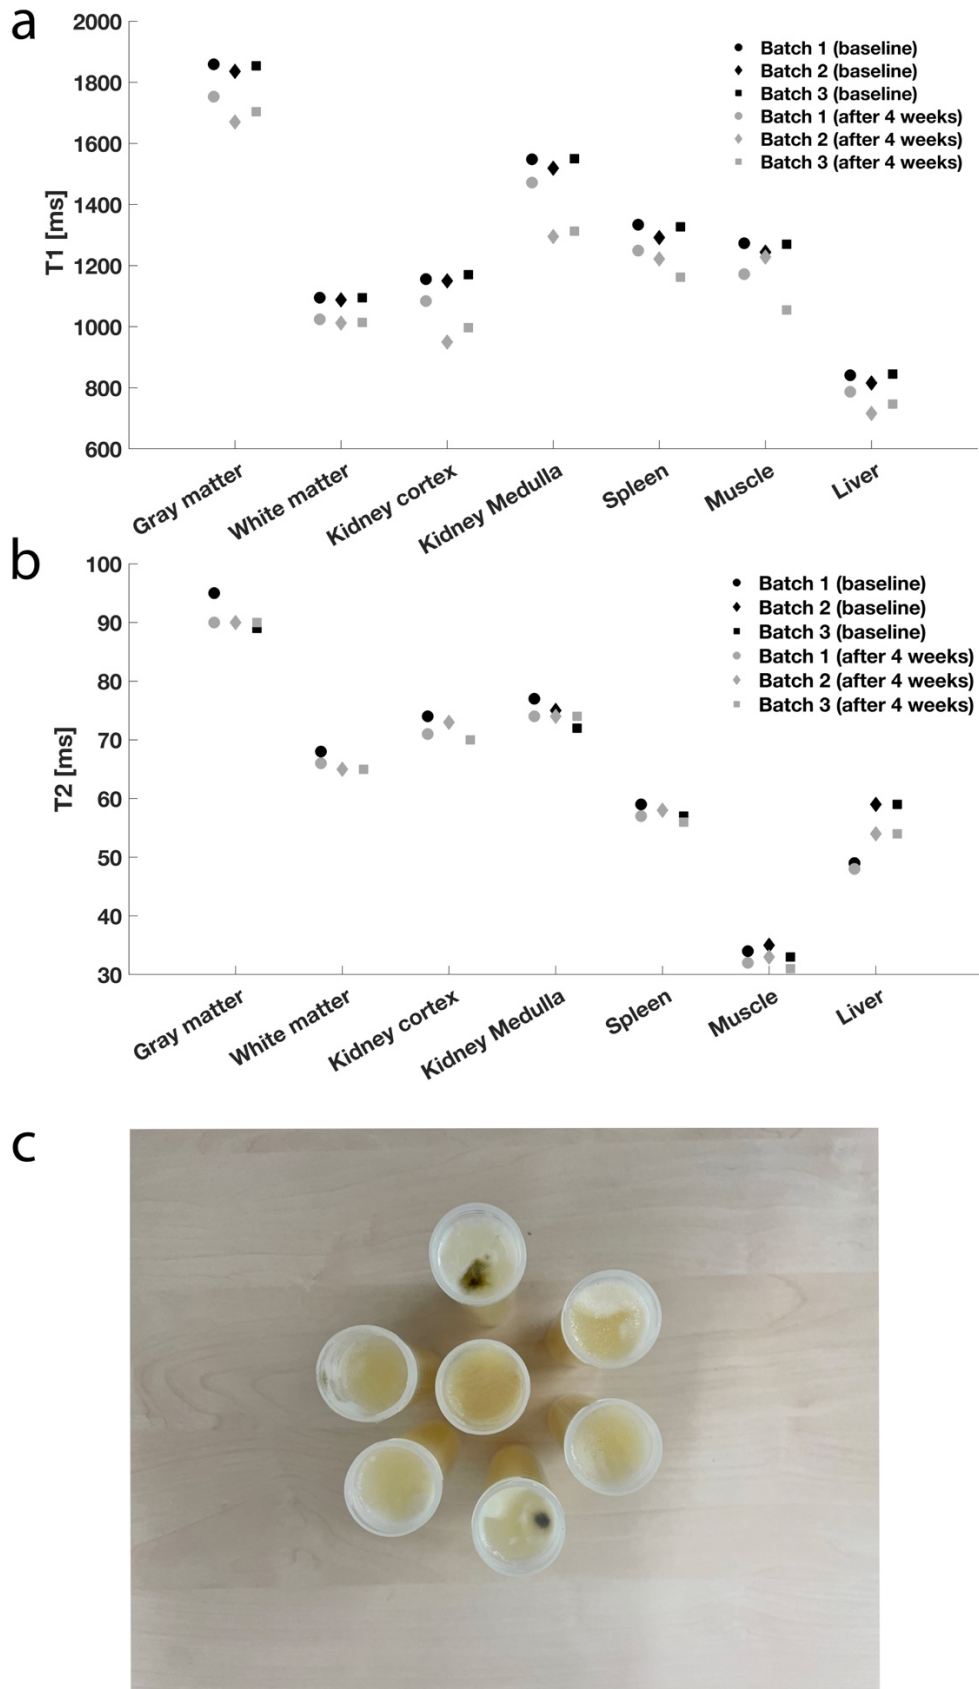 a
2000
1800
1600
1400
1200
1000
800
600
T1 [ms]
Batch 1 (baseline)
Batch 2 (baseline)
Batch 3 (baseline)
Batch 1 (after 4 weeks)
Batch 2 (after 4 weeks)
Batch 3 (after 4 weeks)
Gray matter
White matter
Kidney cortex
Kidney Medulla
Spleen
Muscle
Liver
b
100
90
80
70
60
50
40
30
T2 [ms]
Batch 1 (baseline)
Batch 2 (baseline)
Batch 3 (baseline)
Batch 1 (after 4 weeks)
Batch 2 (after 4 weeks)
Batch 3 (after 4 weeks)
Gray matter
White matter
Kidney cortex
Kidney Medulla
Spleen
Muscle
Liver
c